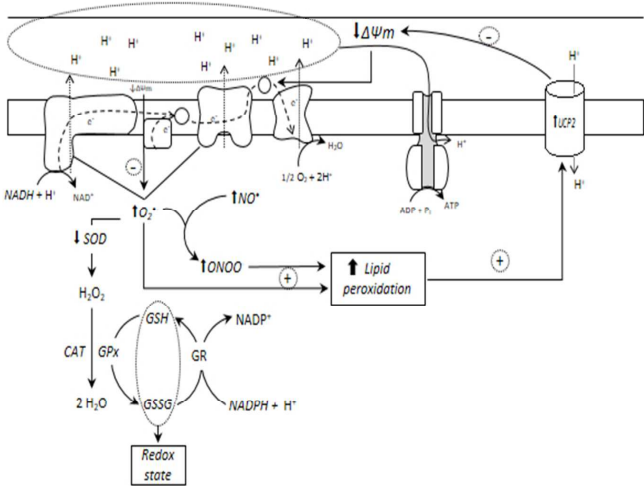 ↓ΔΨm
H⁺ H⁺ H⁺ H⁺ H⁺
H⁺ H⁺ H⁺ H⁺ H⁺
H⁺ H⁺ H⁺
-
H⁺
↓ΔΨm
e⁻ e⁻ e⁻ e⁻
↑UCP2
H₂O
H⁺
-
1/2 O₂ + 2H⁺
H⁺
NADH + H⁺
NAD⁺
ADP + Pᵢ
ATP
↑O₂•
↑NO•
↓ SOD
↑ONOO
+
↑ Lipid
peroxidation
+
H₂O₂
GSH
NADP⁺
CAT
GPx
GR
2 H₂O
GSSG
NADPH + H⁺
Redox
state